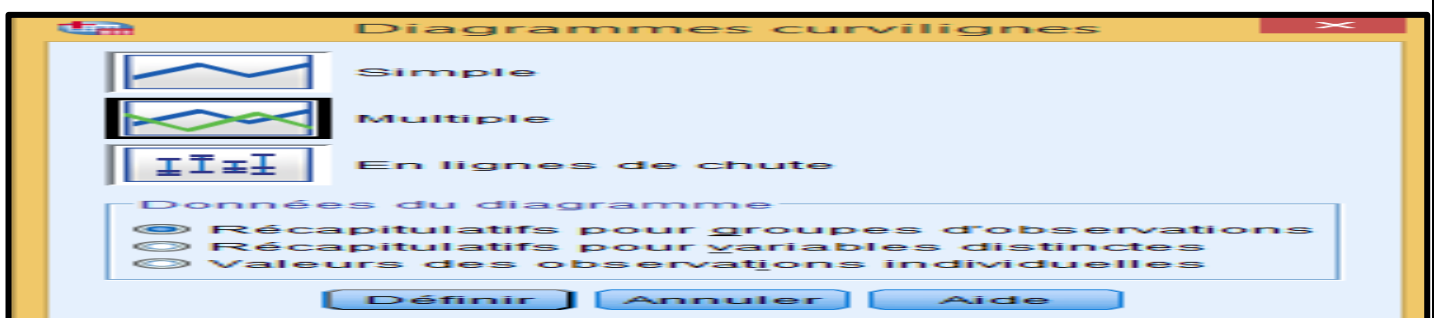 Diagrammes curvilignes
Simple
Multiple
En lignes de chute
Données du diagramme
Récapitulatifs pour groupes d'observations
Récapitulatifs pour variables distinctes
Valeurs des observations individuelles
Définir Annuler Aide